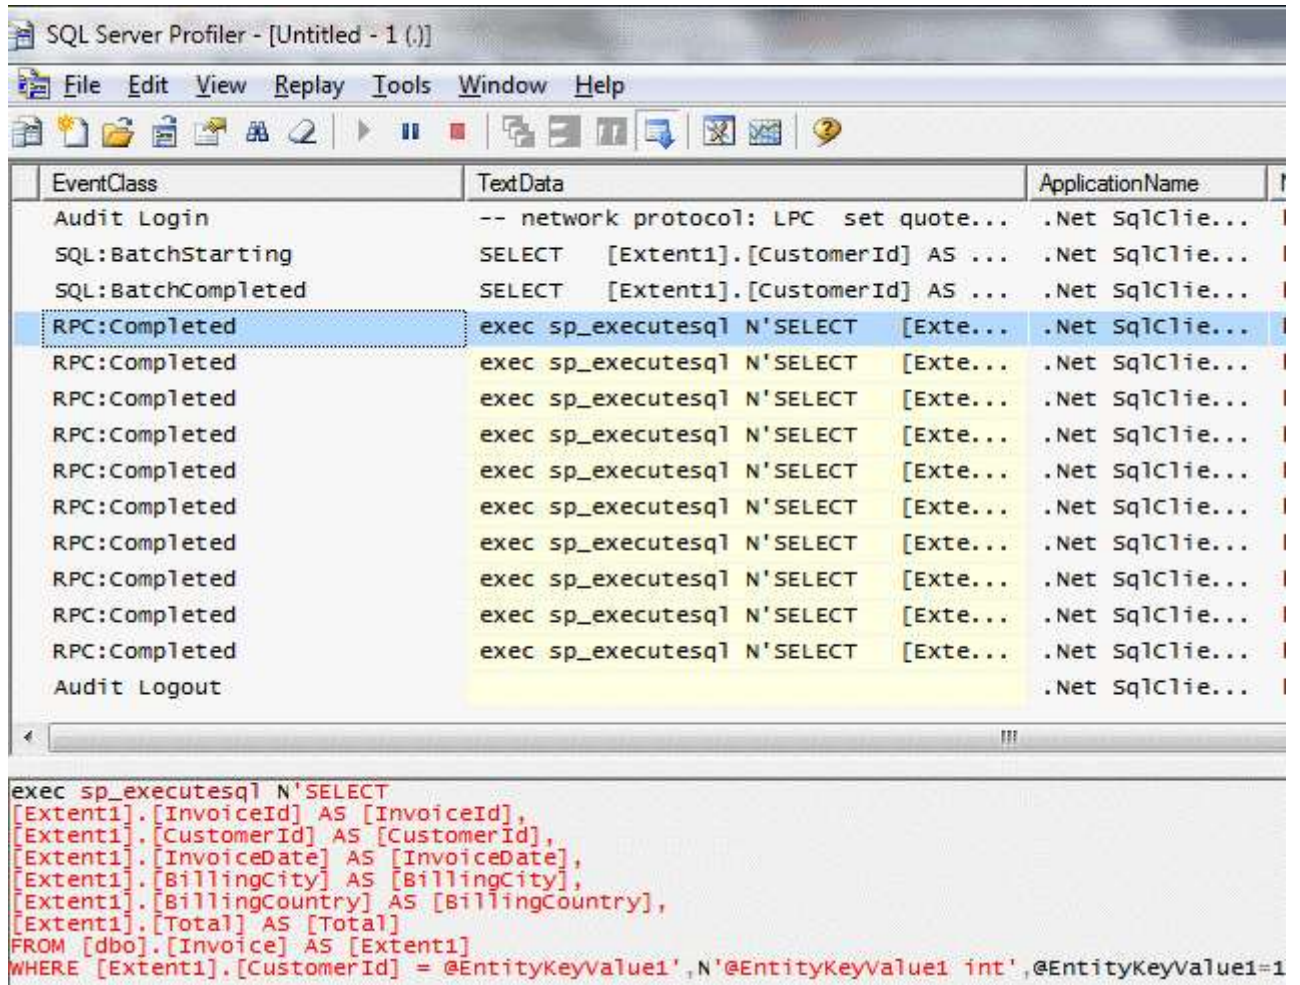 SQL Server Profiler - [Untitled - 1 (.)]
File Edit View Replay Tools Window Help
EventClass TextData ApplicationName
Audit Login -- network protocol: LPC set quote... .Net SqlClie...
SQL:BatchStarting SELECT [Extent1].[CustomerId] AS ... .Net SqlClie...
SQL:BatchCompleted SELECT [Extent1].[CustomerId] AS ... .Net SqlClie...
RPC:Completed exec sp_executesql N'SELECT [Exte... .Net SqlClie...
RPC:Completed exec sp_executesql N'SELECT [Exte... .Net SqlClie...
RPC:Completed exec sp_executesql N'SELECT [Exte... .Net SqlClie...
RPC:Completed exec sp_executesql N'SELECT [Exte... .Net SqlClie...
RPC:Completed exec sp_executesql N'SELECT [Exte... .Net SqlClie...
RPC:Completed exec sp_executesql N'SELECT [Exte... .Net SqlClie...
RPC:Completed exec sp_executesql N'SELECT [Exte... .Net SqlClie...
RPC:Completed exec sp_executesql N'SELECT [Exte... .Net SqlClie...
RPC:Completed exec sp_executesql N'SELECT [Exte... .Net SqlClie...
RPC:Completed exec sp_executesql N'SELECT [Exte... .Net SqlClie...
Audit Logout .Net SqlClie...
exec sp_executesql N'SELECT
[Extent1].[InvoiceId] AS [InvoiceId],
[Extent1].[CustomerId] AS [CustomerId],
[Extent1].[InvoiceDate] AS [InvoiceDate],
[Extent1].[BillingCity] AS [BillingCity],
[Extent1].[BillingCountry] AS [BillingCountry],
[Extent1].[Total] AS [Total]
FROM [dbo].[Invoice] AS [Extent1]
WHERE [Extent1].[CustomerId] = @EntityKeyValue1',N'@EntityKeyValue1 int',@EntityKeyValue1=1